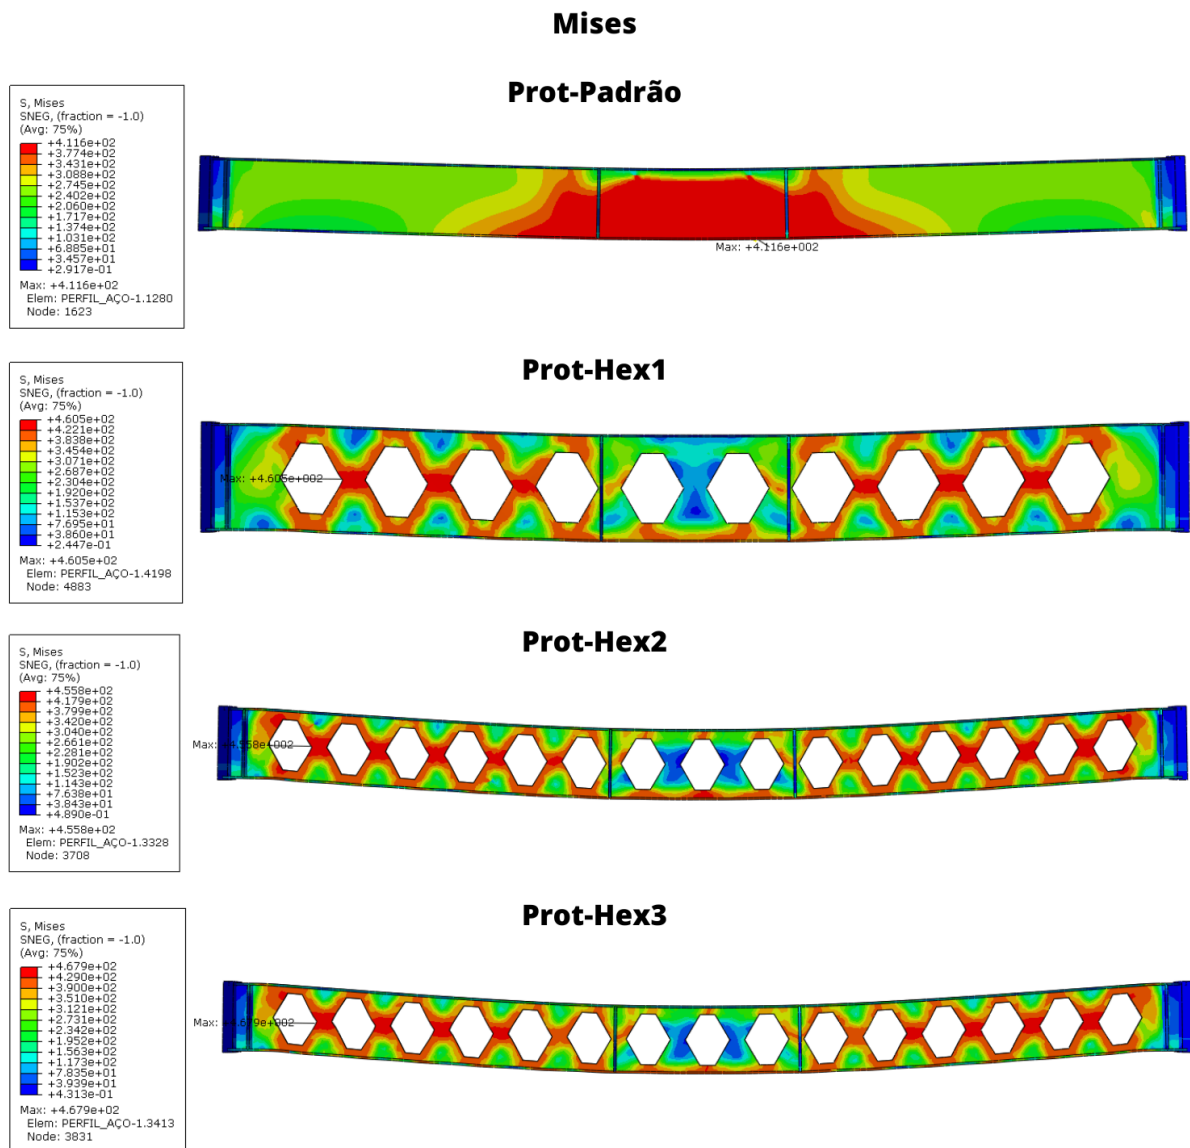 Mises
Prot-Padrão
S, Mises
SNEG, (fraction = -1.0)
(Avg: 75%)
+4.116e+02
+3.774e+02
+3.431e+02
+3.088e+02
+2.745e+02
+2.402e+02
+2.060e+02
+1.717e+02
+1.374e+02
+1.031e+02
+6.885e+01
+3.457e+01
+2.917e-01
Max: +4.116e+02
Elem: PERFIL_AÇO-1.1280
Node: 1623
Max: +4.116e+002
Prot-Hex1
S, Mises
SNEG, (fraction = -1.0)
(Avg: 75%)
+4.605e+02
+4.221e+02
+3.838e+02
+3.454e+02
+3.071e+02
+2.687e+02
+2.304e+02
+1.920e+02
+1.537e+02
+1.153e+02
+7.695e+01
+3.860e+01
+2.447e-01
Max: +4.605e+02
Elem: PERFIL_AÇO-1.4198
Node: 4883
Max: +4.605e+002
Prot-Hex2
S, Mises
SNEG, (fraction = -1.0)
(Avg: 75%)
+4.558e+02
+4.179e+02
+3.799e+02
+3.420e+02
+3.040e+02
+2.661e+02
+2.281e+02
+1.902e+02
+1.523e+02
+1.143e+02
+7.638e+01
+3.843e+01
+4.890e-01
Max: +4.558e+02
Elem: PERFIL_AÇO-1.3328
Node: 3708
Max: +4.558e+002
Prot-Hex3
S, Mises
SNEG, (fraction = -1.0)
(Avg: 75%)
+4.679e+02
+4.290e+02
+3.900e+02
+3.510e+02
+3.121e+02
+2.731e+02
+2.342e+02
+1.952e+02
+1.563e+02
+1.173e+02
+7.835e+01
+3.939e+01
+4.313e-01
Max: +4.679e+02
Elem: PERFIL_AÇO-1.3413
Node: 3831
Max: +4.679e+002